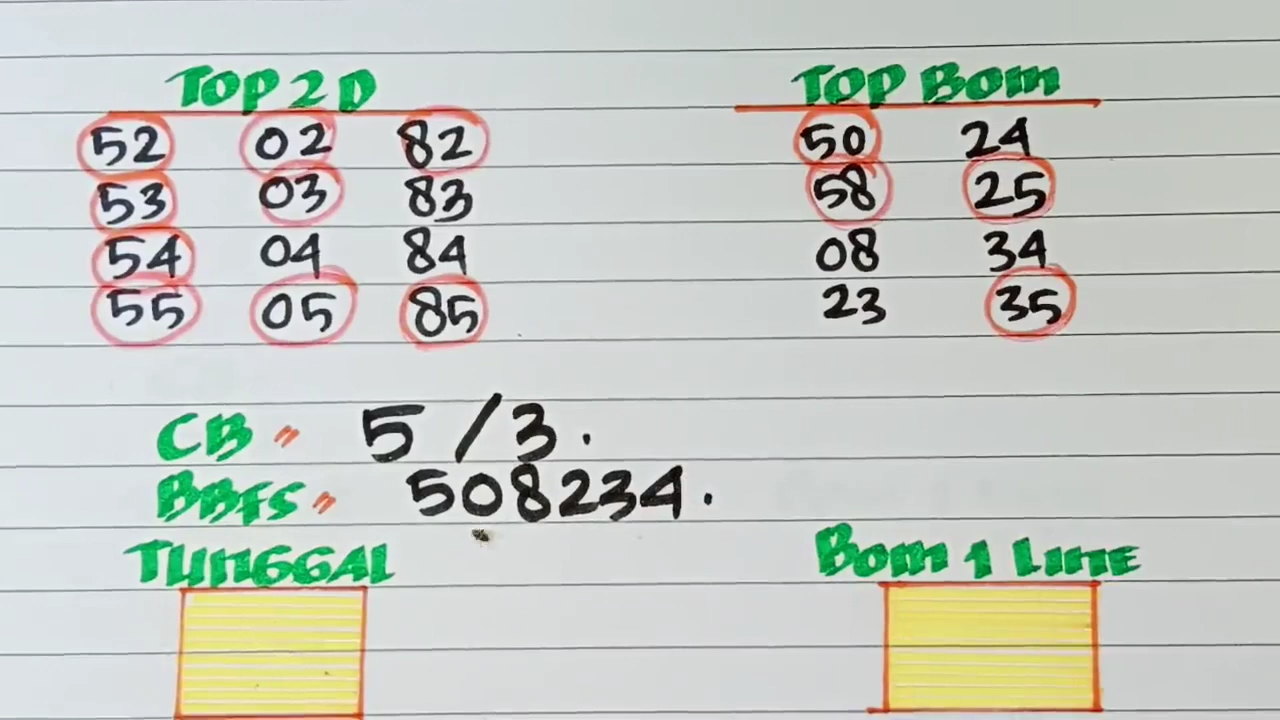 TOP 2 D
52 02 82
53 03 83
54 04 84
55 05 85
TOP Bom
50 24
58 25
08 34
23 35
CB = 5 / 3 .
BBFS = 508234 .
TUNGGAL
Bom 1 LINE